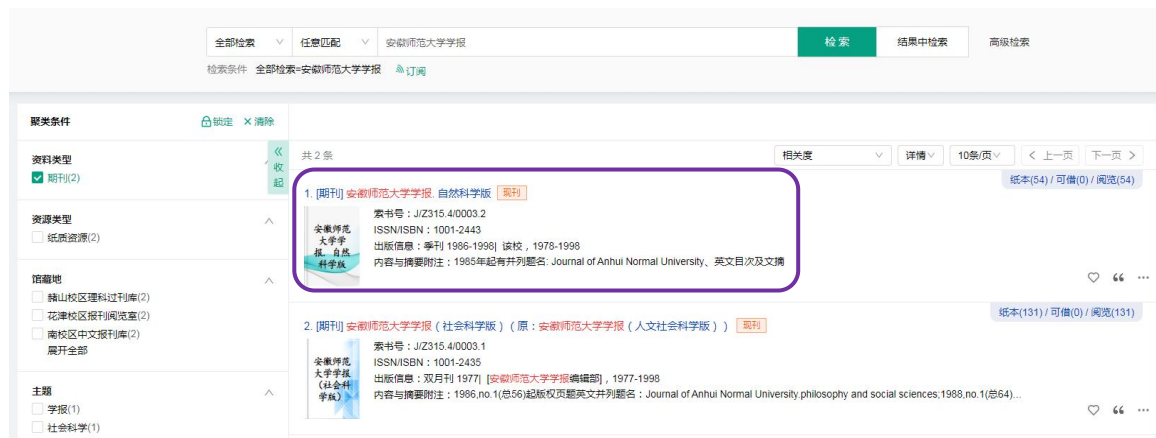 全部检索 任意匹配 安徽师范大学学报 检索 结果中检索 高级检索
检索条件 全部检索=安徽师范大学学报 订阅
聚类条件 锁定 ×清除
资料类型
期刊(2)
资源类型
纸质资源(2)
馆藏地
赭山校区理科过刊库(2)
花津校区报刊阅览室(2)
南校区中文报刊库(2)
展开全部
主题
学报(1)
社会科学(1)
《 收起
共 2 条 相关度 详情 10条/页 < 上一页 下一页 >
纸本(54) / 可借(0) / 阅览(54)
1. [期刊] 安徽师范大学学报. 自然科学版 现刊
安徽师范
大学学
报. 自然
科学版
索书号：J/Z315.4/0003.2
ISSN/ISBN：1001-2443
出版信息：季刊 1986-1998| 该校，1978-1998
内容与摘要附注：1985年起有并列题名: Journal of Anhui Normal University、英文目次及文摘
纸本(131) / 可借(0) / 阅览(131)
2. [期刊] 安徽师范大学学报（社会科学版）（原：安徽师范大学学报（人文社会科学版）） 现刊
安徽师范
大学学报
（社会科
学版）
索书号：J/Z315.4/0003.1
ISSN/ISBN：1001-2435
出版信息：双月刊 1977| [安徽师范大学学报编辑部]，1977-1998
内容与摘要附注：1986,no.1(总56)起版权页题英文并列题名：Journal of Anhui Normal University.philosophy and social sciences;1988,no.1(总64)...